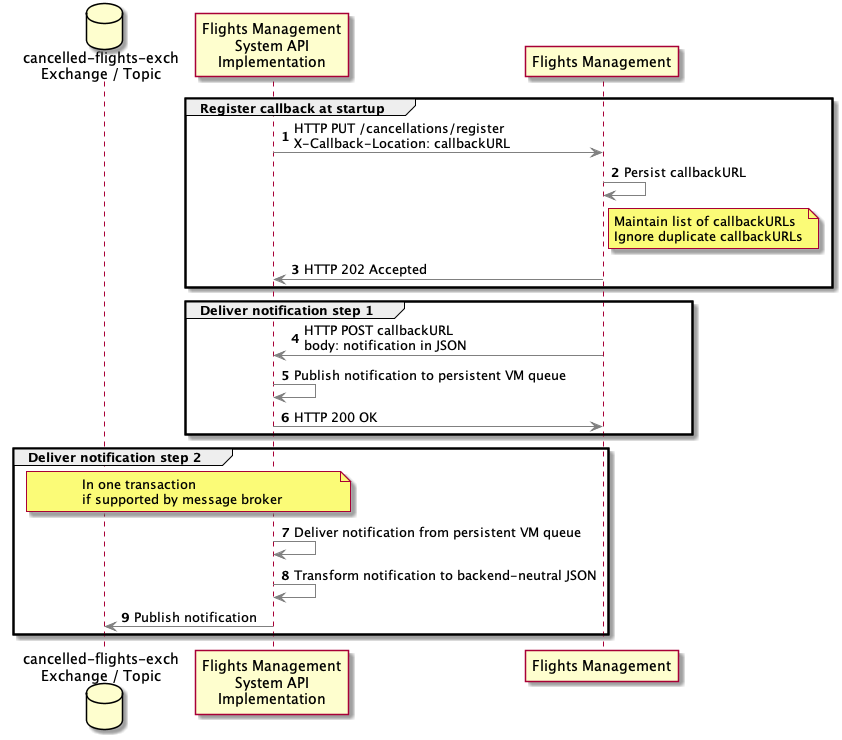 cancelled-flights-exch
Exchange / Topic
Flights Management
System API
Implementation
Flights Management
Register callback at startup
1 HTTP PUT /cancellations/register
X-Callback-Location: callbackURL
2 Persist callbackURL
Maintain list of callbackURLs
Ignore duplicate callbackURLs
3 HTTP 202 Accepted
Deliver notification step 1
4 HTTP POST callbackURL
body: notification in JSON
5 Publish notification to persistent VM queue
6 HTTP 200 OK
Deliver notification step 2
In one transaction
if supported by message broker
7 Deliver notification from persistent VM queue
8 Transform notification to backend-neutral JSON
9 Publish notification
cancelled-flights-exch
Exchange / Topic
Flights Management
System API
Implementation
Flights Management